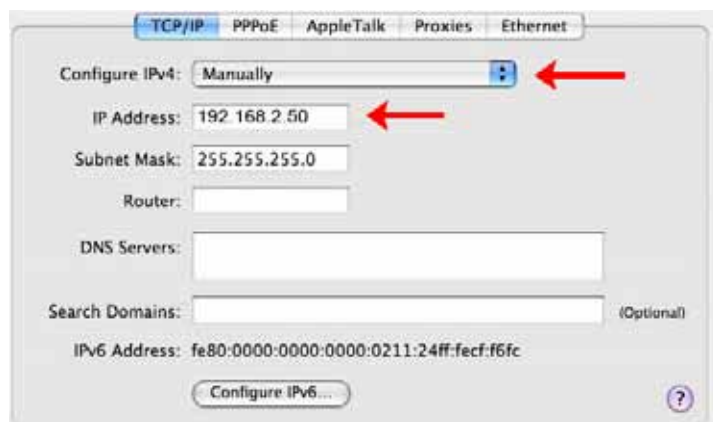 TCP/IP PPPoE AppleTalk Proxies Ethernet
Configure IPv4: Manually
IP Address: 192.168.2.50
Subnet Mask: 255.255.255.0
Router:
DNS Servers:
Search Domains: (Optional)
IPv6 Address: fe80:0000:0000:0000:0211:24ff:fecf:f6fc
Configure IPv6... ?